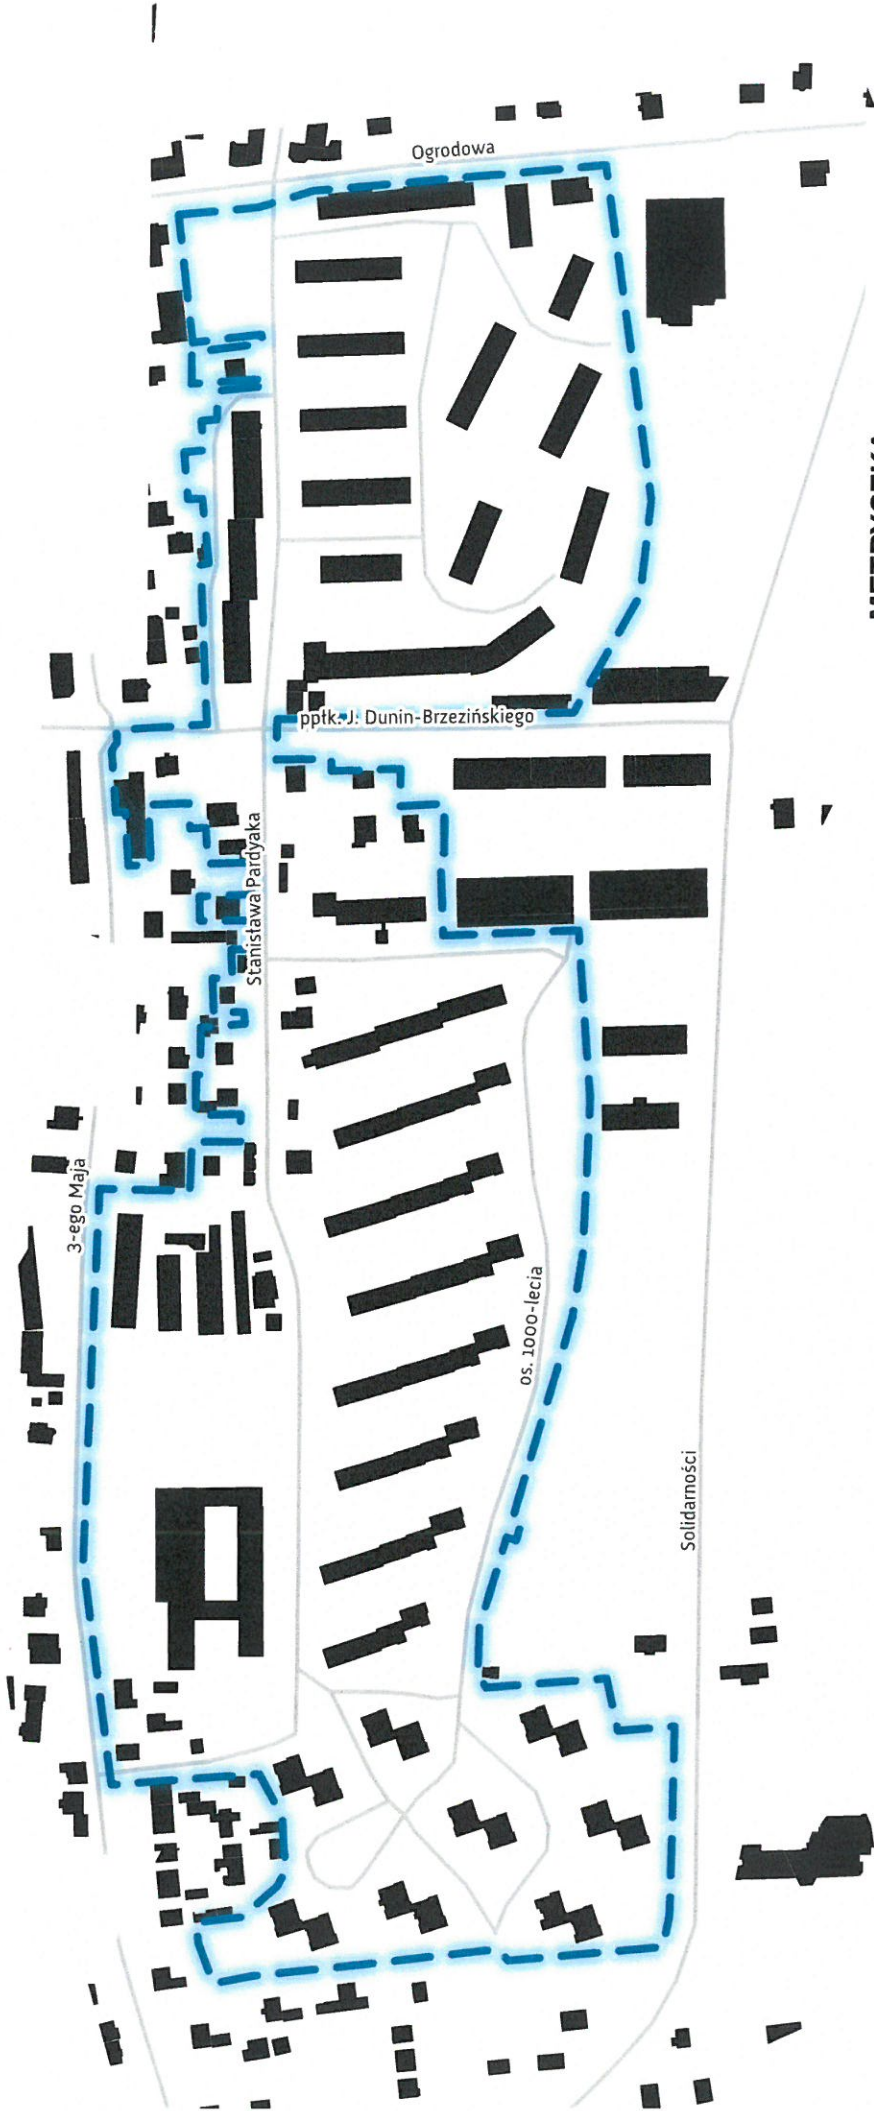 Ogrodowa
ppłk. J. Dunin-Brzezińskiego
Stanisława Pardyaka
3-ego Maja
os. 1000-lecia
Solidarności